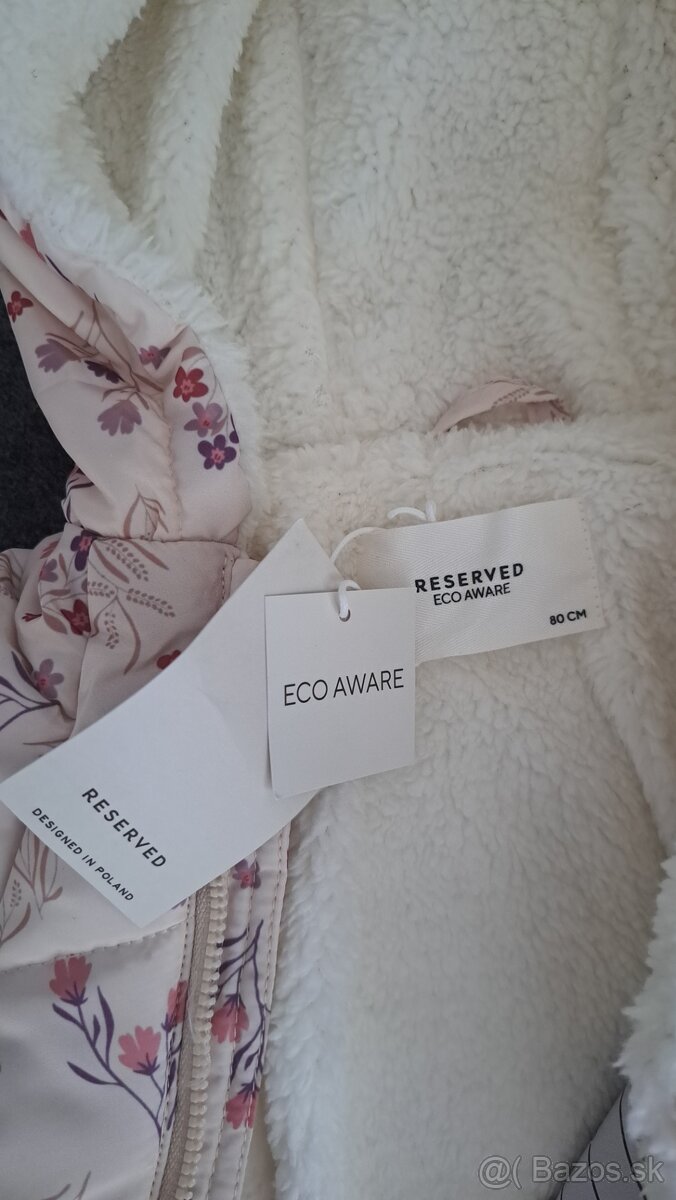 RESERVED
ECO AWARE
80 CM
ECO AWARE
RESERVED
DESIGNED IN POLAND
@( Bazos.sk